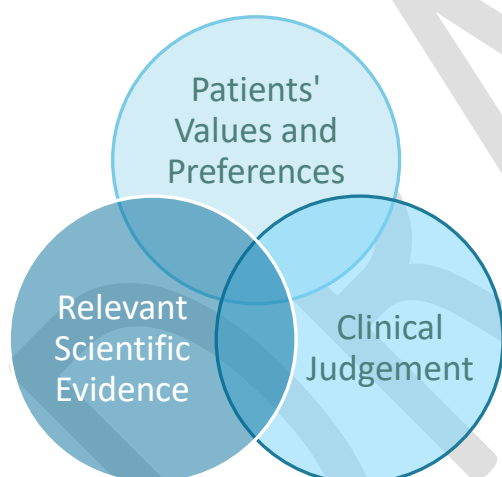 Patients'
Values and
Preferences
Relevant
Scientific
Evidence
Clinical
Judgement